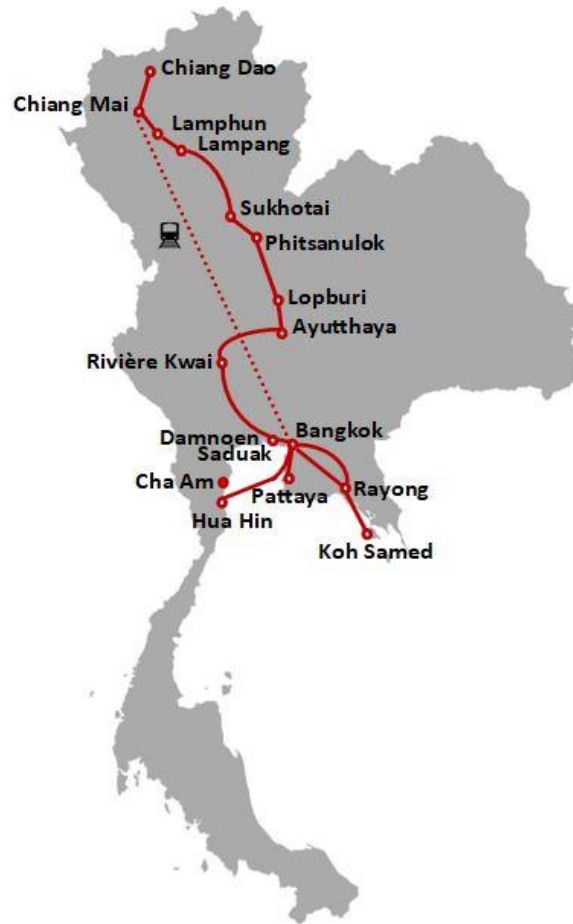 Chiang Dao
Chiang Mai
Lamphun
Lampang
Sukhotai
Phitsanulok
Lopburi
Ayutthaya
Rivière Kwai
Bangkok
Damnoen
Saduak
Cha Am
Pattaya
Rayong
Hua Hin
Koh Samed